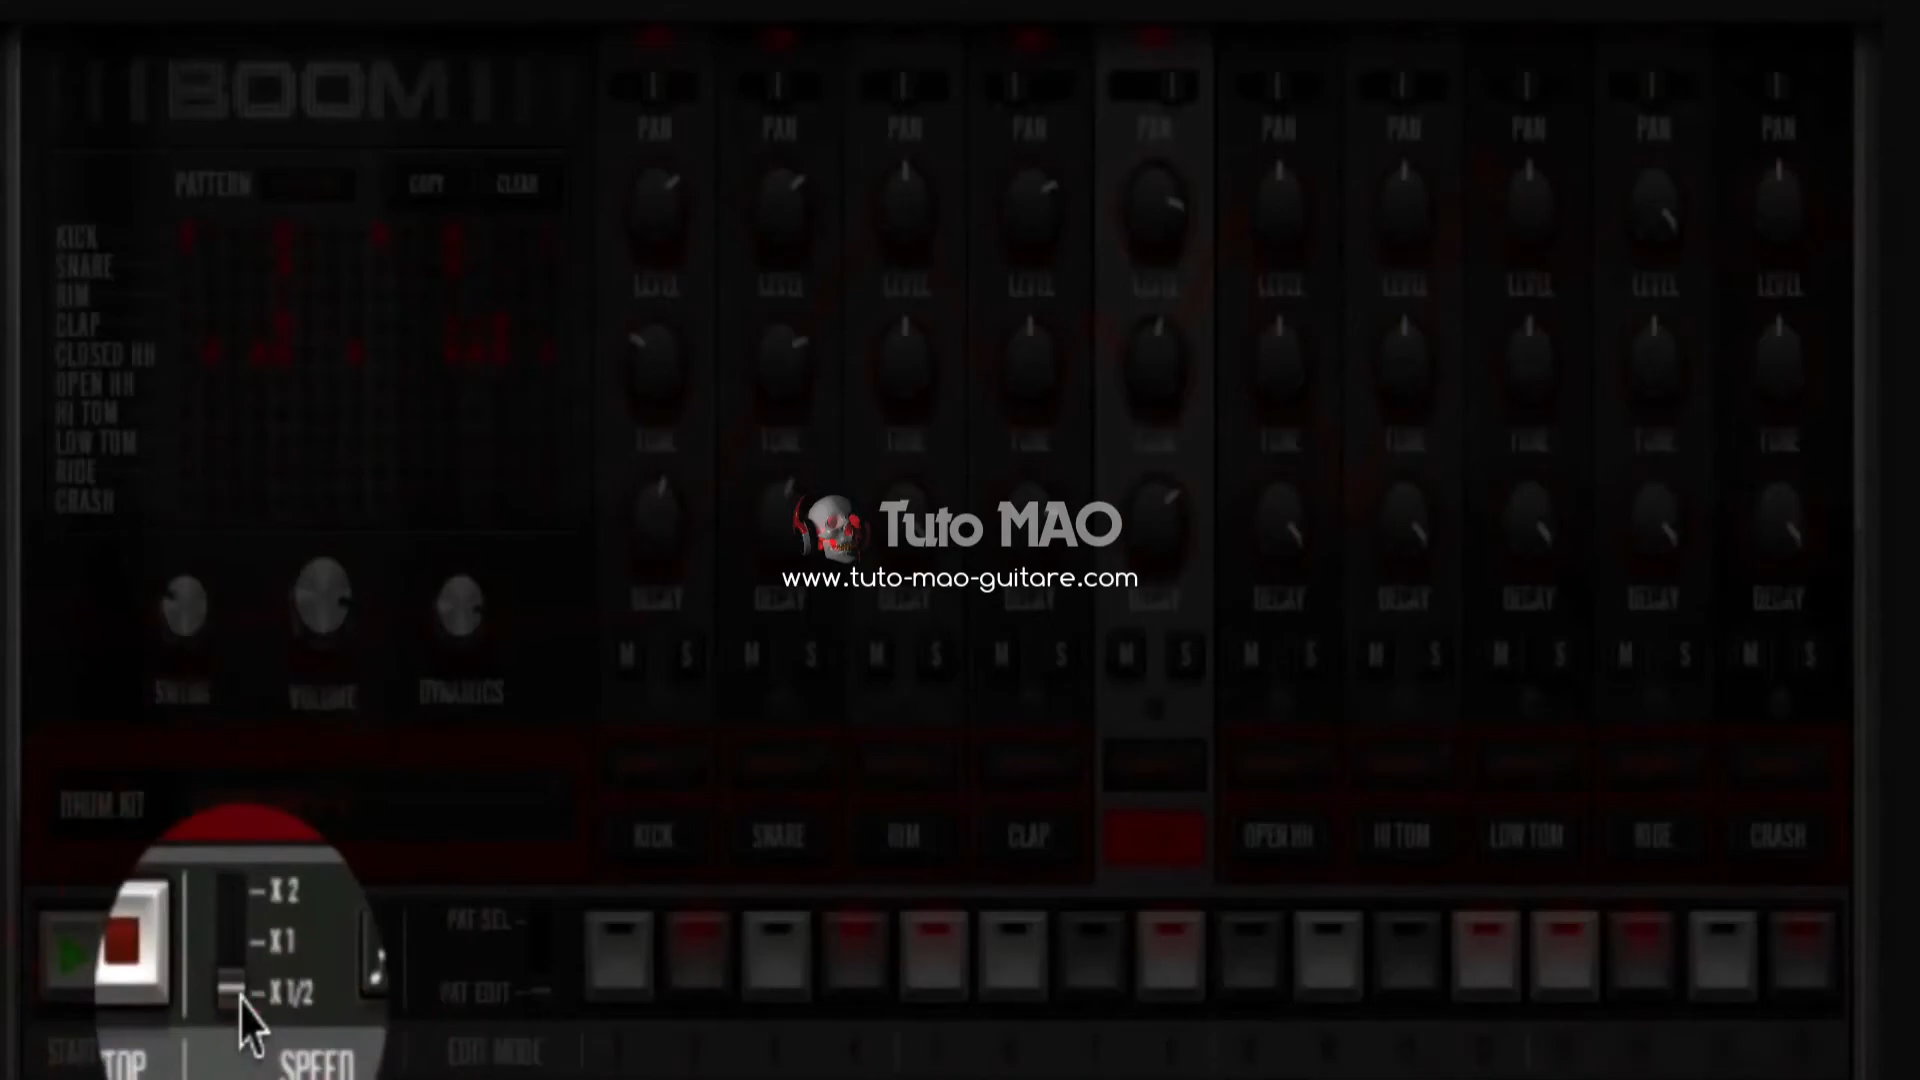 BOOM
PAN PAN PAN PAN PAN PAN PAN PAN PAN PAN
PATTERN COPY CLEAR
KICK
SNARE
RIM
CLAP
CLOSED HH
OPEN HH
HI TOM
LOW TOM
RIDE
CRASH
LEVEL LEVEL LEVEL LEVEL LEVEL LEVEL LEVEL LEVEL LEVEL LEVEL
TUNE TUNE TUNE TUNE TUNE TUNE TUNE TUNE TUNE
Tuto MAO
www.tuto-mao-guitare.com
DECAY DECAY DECAY DECAY DECAY DECAY DECAY DECAY DECAY DECAY
M S M S M S M S M S M S M S M S M S M S
SWING VOLUME DYNAMICS
DRUM KIT
KICK SNARE RIM CLAP OPEN HH HI TOM LOW TOM RIDE CRASH
X 2
X 1
X 1/2
PAT SEL
PAT EDIT
START TOP SPEED EDIT MODE